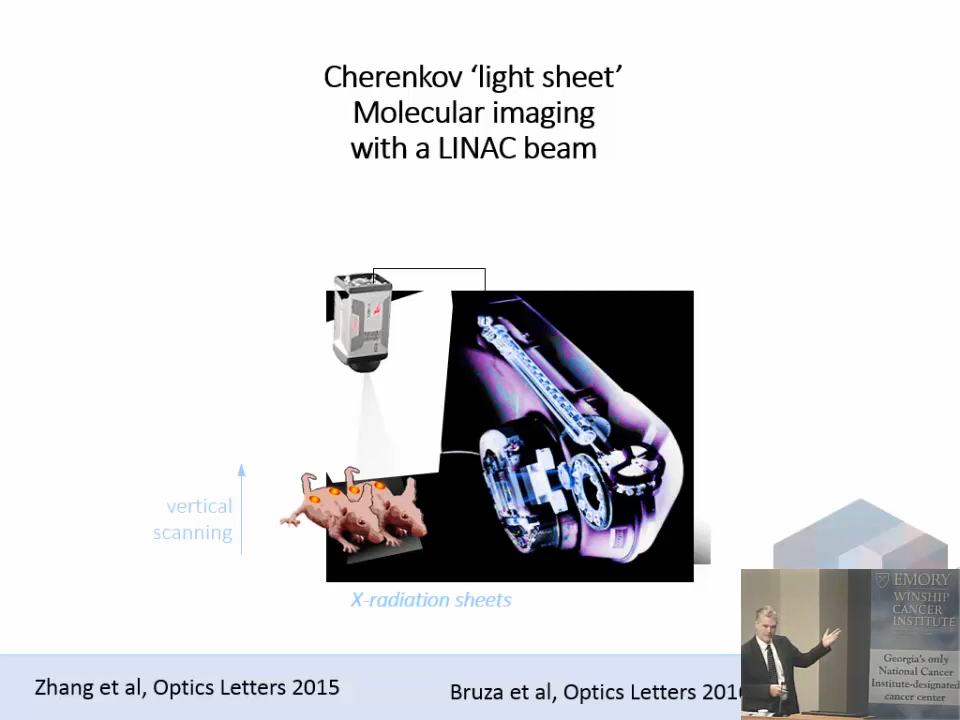 Cherenkov ‘light sheet’
Molecular imaging
with a LINAC beam
vertical
scanning
X-radiation sheets
Zhang et al, Optics Letters 2015
Bruza et al, Optics Letters
EMORY
WINSHIP
CANCER
INSTITUTE
Georgia's only
National Cancer
Institute-designated
cancer center